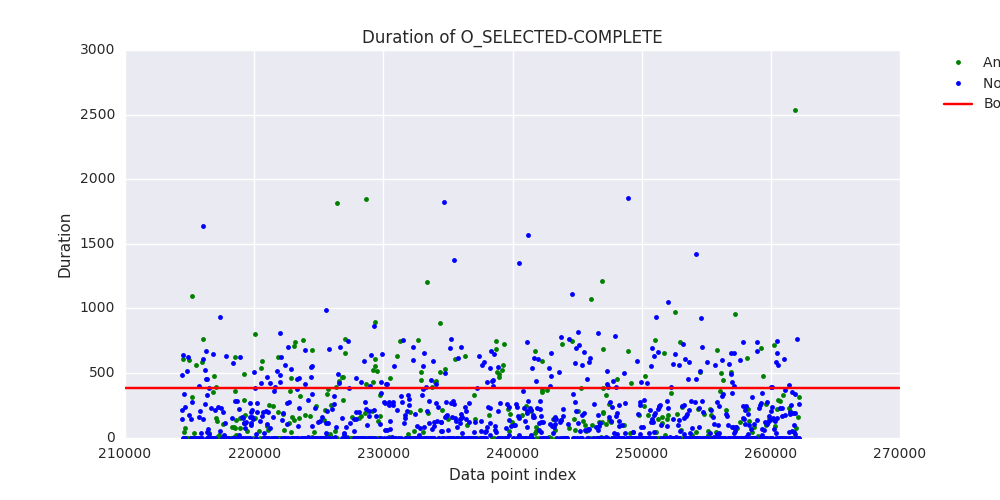 Duration of O_SELECTED-COMPLETE
3000
2500
2000
1500
1000
500
0
Duration
210000 220000 230000 240000 250000 260000 270000
Data point index
An
No
Bo